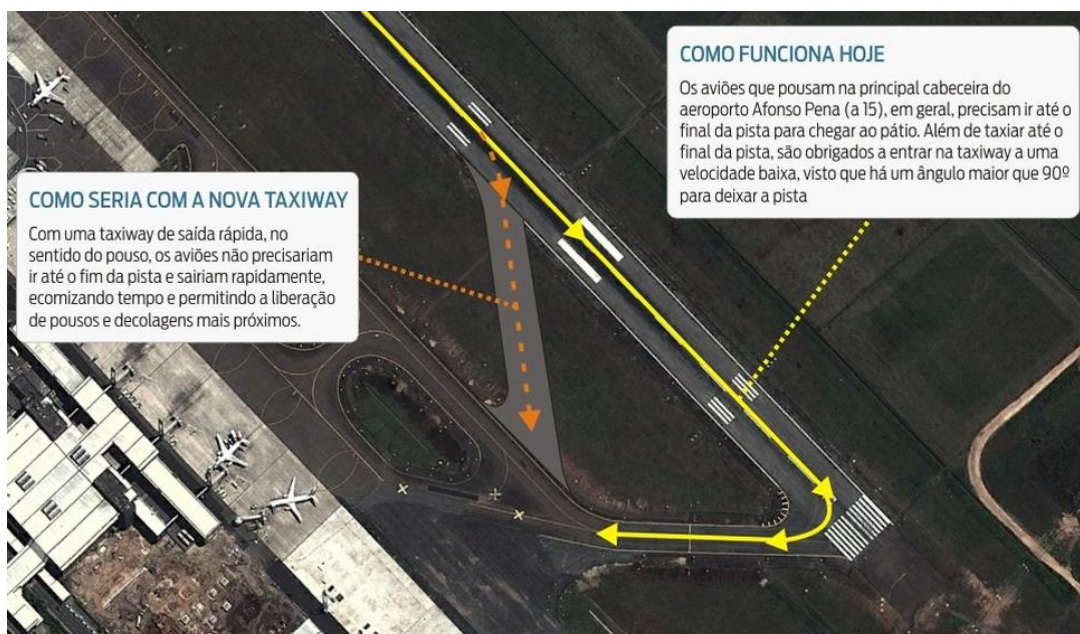 COMO FUNCIONA HOJE
Os aviões que pousam na principal cabeceira do
aeroporto Afonso Pena (a 15), em geral, precisam ir até o
final da pista para chegar ao pátio. Além de taxiar até o
final da pista, são obrigados a entrar na taxiway a uma
velocidade baixa, visto que há um ângulo maior que 90º
para deixar a pista
COMO SERIA COM A NOVA TAXIWAY
Com uma taxiway de saída rápida, no
sentido do pouso, os aviões não precisariam
ir até o fim da pista e sairiam rapidamente,
ecomizando tempo e permitindo a liberação
de pousos e decolagens mais próximos.